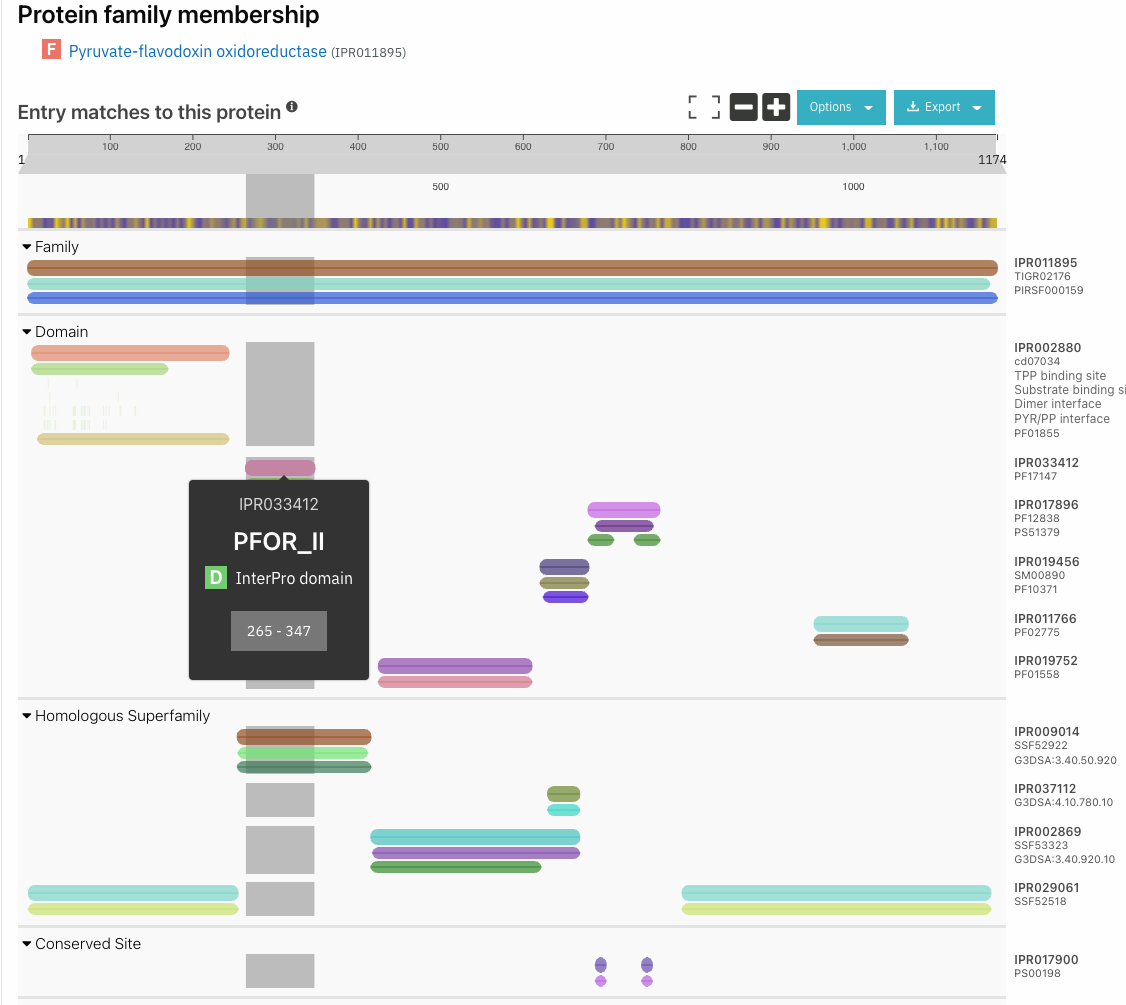 Protein family membership
F Pyruvate-flavodoxin oxidoreductase (IPR011895)
Entry matches to this protein i
Options
Export
100 200 300 400 500 600 700 800 900 1,000 1,100
1 1174
500 1000
Family
IPR011895
TIGR02176
PIRSF000159
Domain
IPR002880
cd07034
TPP binding site
Substrate binding si
Dimer interface
PYR/PP interface
PF01855
IPR033412
PF17147
IPR033412
PFOR_II
D InterPro domain
265 - 347
IPR017896
PF12838
PS51379
IPR019456
SM00890
PF10371
IPR011766
PF02775
IPR019752
PF01558
Homologous Superfamily
IPR009014
SSF52922
G3DSA:3.40.50.920
IPR037112
G3DSA:4.10.780.10
IPR002869
SSF53323
G3DSA:3.40.920.10
IPR029061
SSF52518
Conserved Site
IPR017900
PS00198